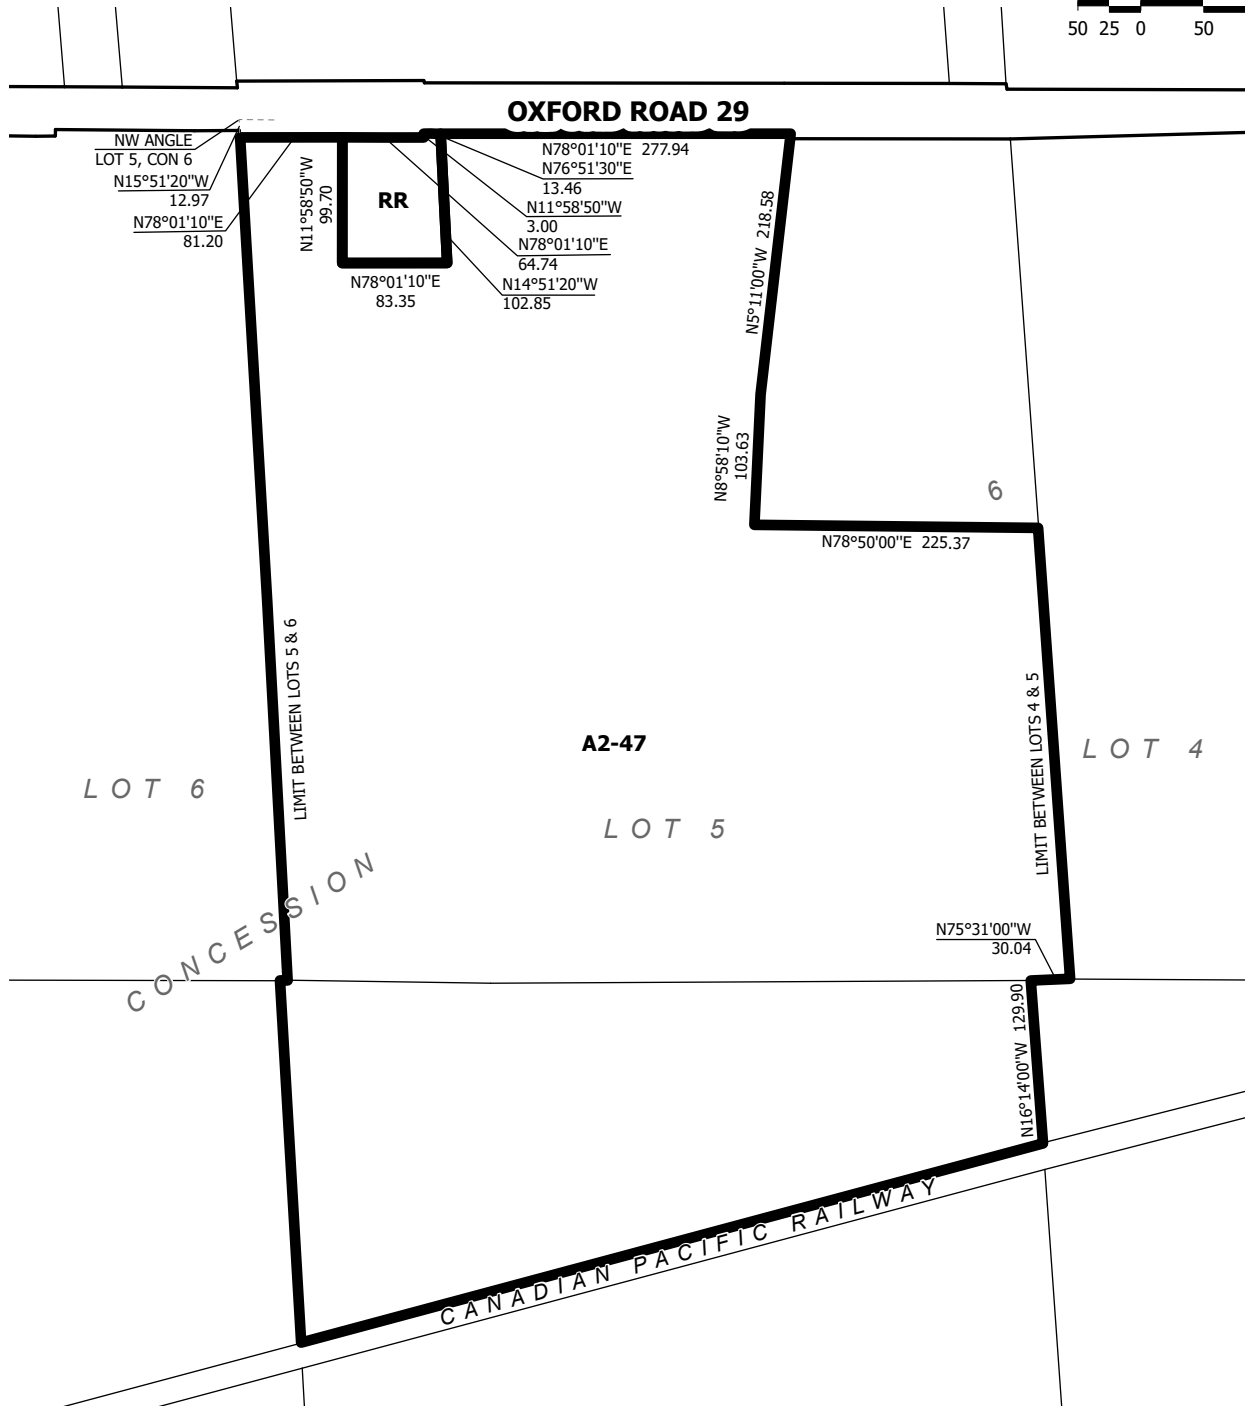 50 25 0 50
OXFORD ROAD 29
NW ANGLE
LOT 5, CON 6
N15°51'20"W
12.97
N78°01'10"E
81.20
N11°58'50"W
99.70
RR
N78°01'10"E
83.35
N78°01'10"E 277.94
N76°51'30"E
13.46
N11°58'50"W
3.00
N78°01'10"E
64.74
N14°51'20"W
102.85
N5°11'00"W 218.58
N8°58'10"W
103.63
6
N78°50'00"E 225.37
LIMIT BETWEEN LOTS 5 & 6
LIMIT BETWEEN LOTS 4 & 5
A2-47
LOT 4
LOT 6
LOT 5
CONCESSION
N75°31'00"W
30.04
N16°14'00"W 129.90
CANADIAN PACIFIC RAILWAY